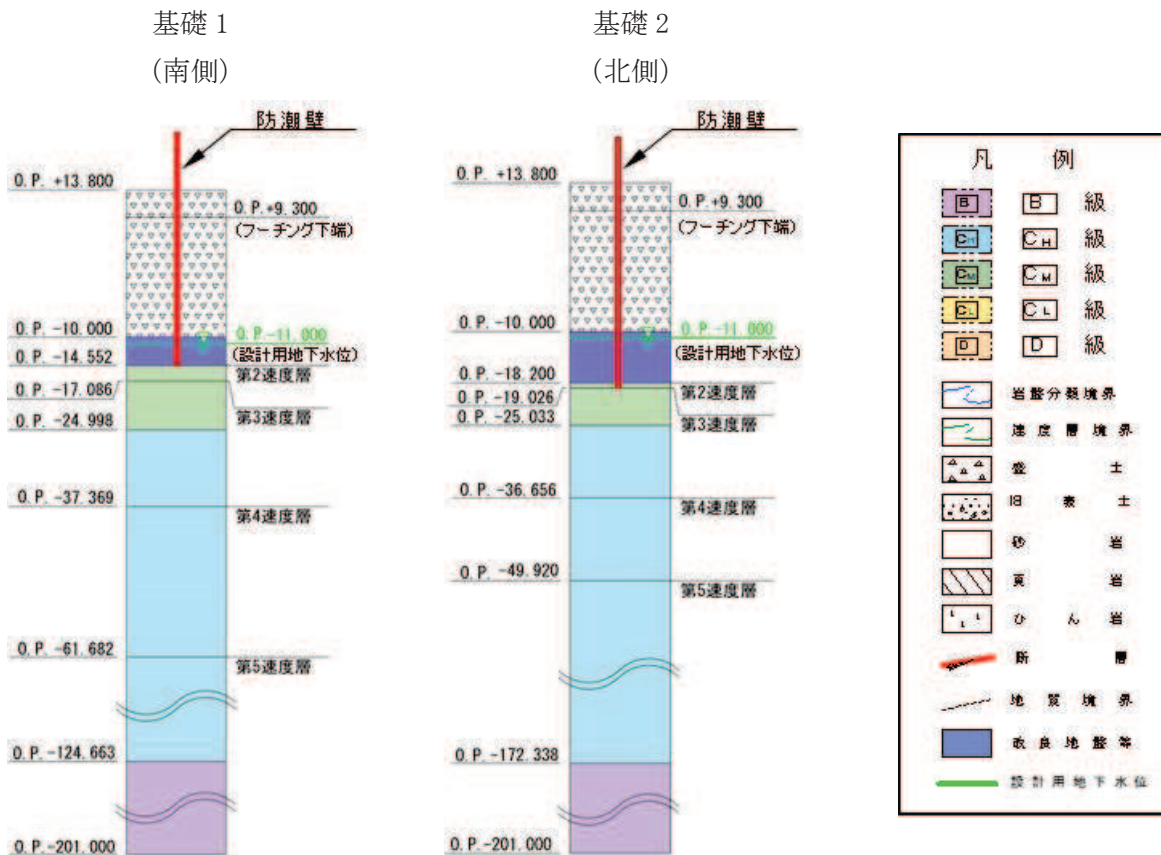 基礎 1
(南側)
防潮壁
O.P. +13.800
O.P.+9.300
(フーチング下端)
O.P. -10.000
O.P.-11.000
(設計用地下水位)
O.P. -14.552
第2速度層
O.P. -17.086
第3速度層
O.P. -24.998
O.P. -37.369
第4速度層
O.P. -61.682
第5速度層
O.P. -124.663
O.P. -201.000
基礎 2
(北側)
防潮壁
O.P. +13.800
O.P.+9.300
(フーチング下端)
O.P. -10.000
O.P.-11.000
(設計用地下水位)
O.P. -18.200
第2速度層
O.P. -19.026
第3速度層
O.P. -25.033
O.P. -36.656
第4速度層
O.P. -49.920
第5速度層
O.P. -172.338
O.P. -201.000
凡 例
B B 級
CH CH 級
CM CM 級
CL CL 級
D D 級
岩盤分類境界
速度層境界
盛土
旧表土
砂岩
頁岩
ひん岩
断層
地質境界
改良地盤等
設計用地下水位